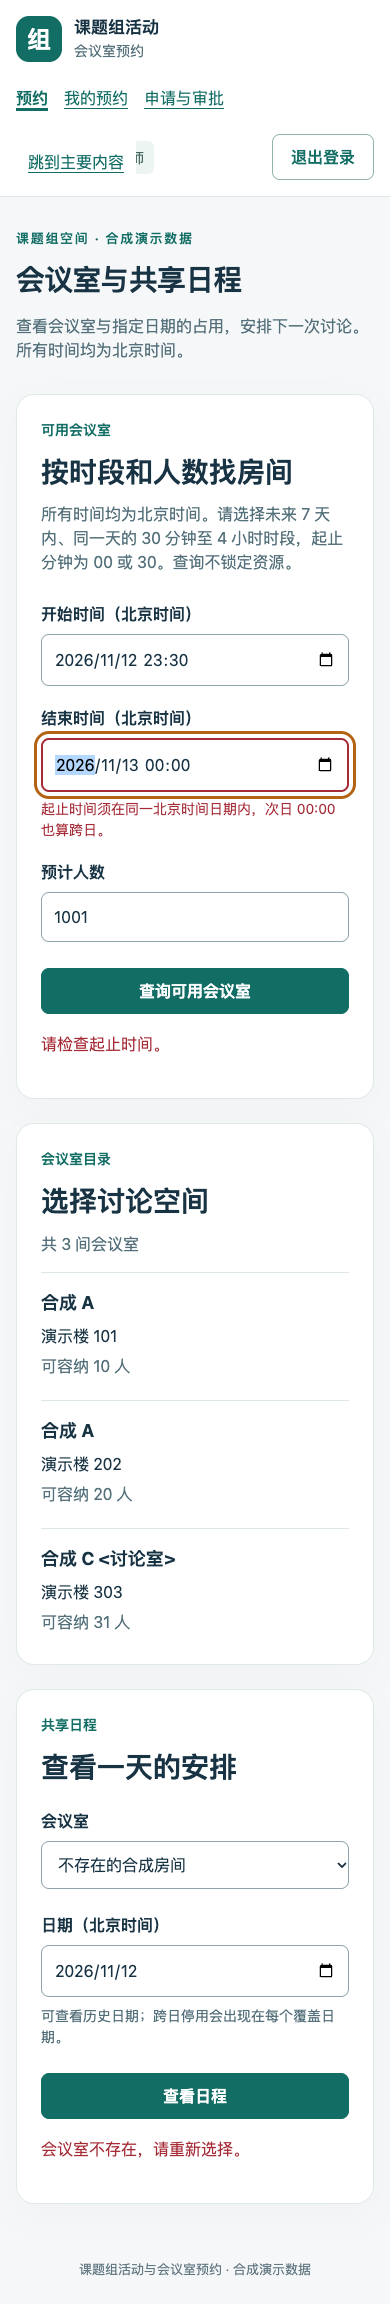 组
课题组活动
会议室预约
预约 我的预约 申请与审批
跳到主要内容 师
退出登录
课题组空间 · 合成演示数据
会议室与共享日程
查看会议室与指定日期的占用，安排下一次讨论。
所有时间均为北京时间。
可用会议室
按时段和人数找房间
所有时间均为北京时间。请选择未来 7 天
内、同一天的 30 分钟至 4 小时时段，起止
分钟为 00 或 30。查询不锁定资源。
开始时间（北京时间）
2026/11/12 23:30
结束时间（北京时间）
2026/11/13 00:00
起止时间须在同一北京时间日期内，次日 00:00
也算跨日。
预计人数
1001
查询可用会议室
请检查起止时间。
会议室目录
选择讨论空间
共 3 间会议室
合成 A
演示楼 101
可容纳 10 人
合成 A
演示楼 202
可容纳 20 人
合成 C <讨论室>
演示楼 303
可容纳 31 人
共享日程
查看一天的安排
会议室
不存在的合成房间
日期（北京时间）
2026/11/12
可查看历史日期；跨日停用会出现在每个覆盖日
期。
查看日程
会议室不存在，请重新选择。
课题组活动与会议室预约 · 合成演示数据